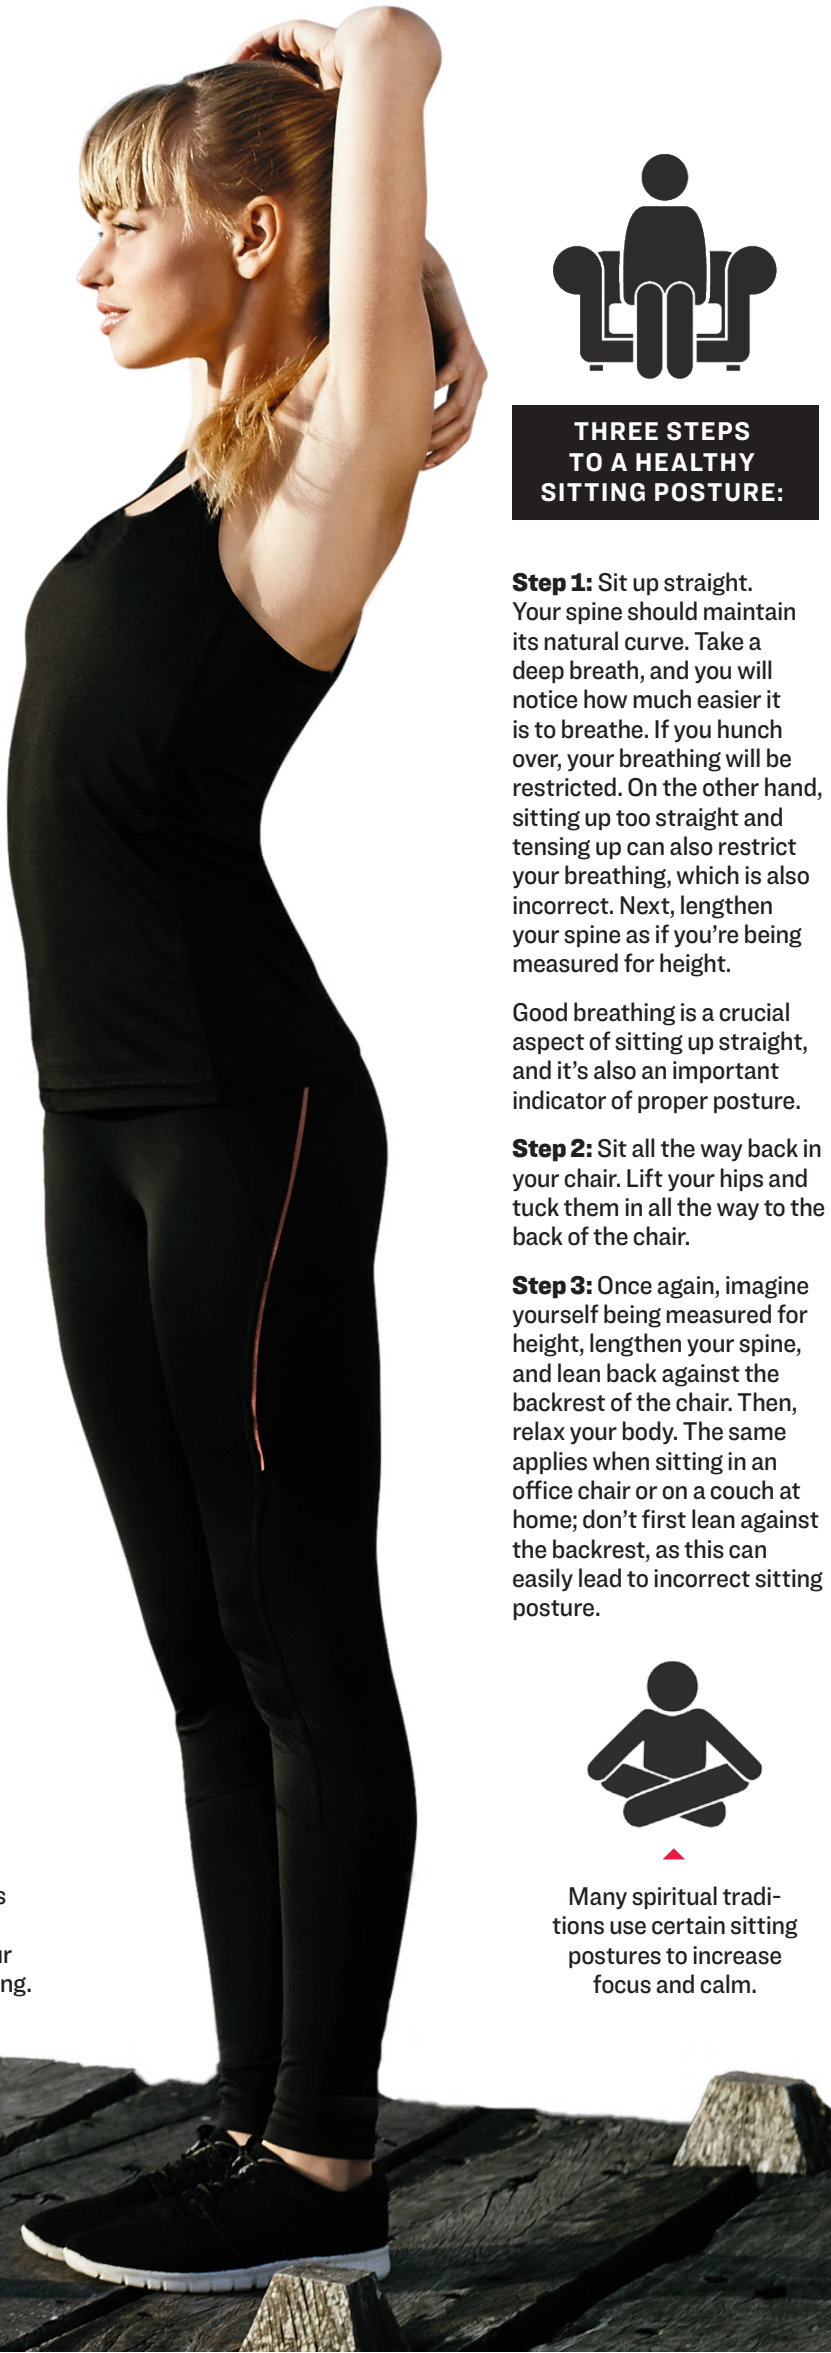 THREE STEPS
TO A HEALTHY
SITTING POSTURE:
Step 1: Sit up straight.
Your spine should maintain
its natural curve. Take a
deep breath, and you will
notice how much easier it
is to breathe. If you hunch
over, your breathing will be
restricted. On the other hand,
sitting up too straight and
tensing up can also restrict
your breathing, which is also
incorrect. Next, lengthen
your spine as if you’re being
measured for height.
Good breathing is a crucial
aspect of sitting up straight,
and it’s also an important
indicator of proper posture.
Step 2: Sit all the way back in
your chair. Lift your hips and
tuck them in all the way to the
back of the chair.
Step 3: Once again, imagine
yourself being measured for
height, lengthen your spine,
and lean back against the
backrest of the chair. Then,
relax your body. The same
applies when sitting in an
office chair or on a couch at
home; don’t first lean against
the backrest, as this can
easily lead to incorrect sitting
posture.
Many spiritual tradi-
tions use certain sitting
postures to increase
focus and calm.